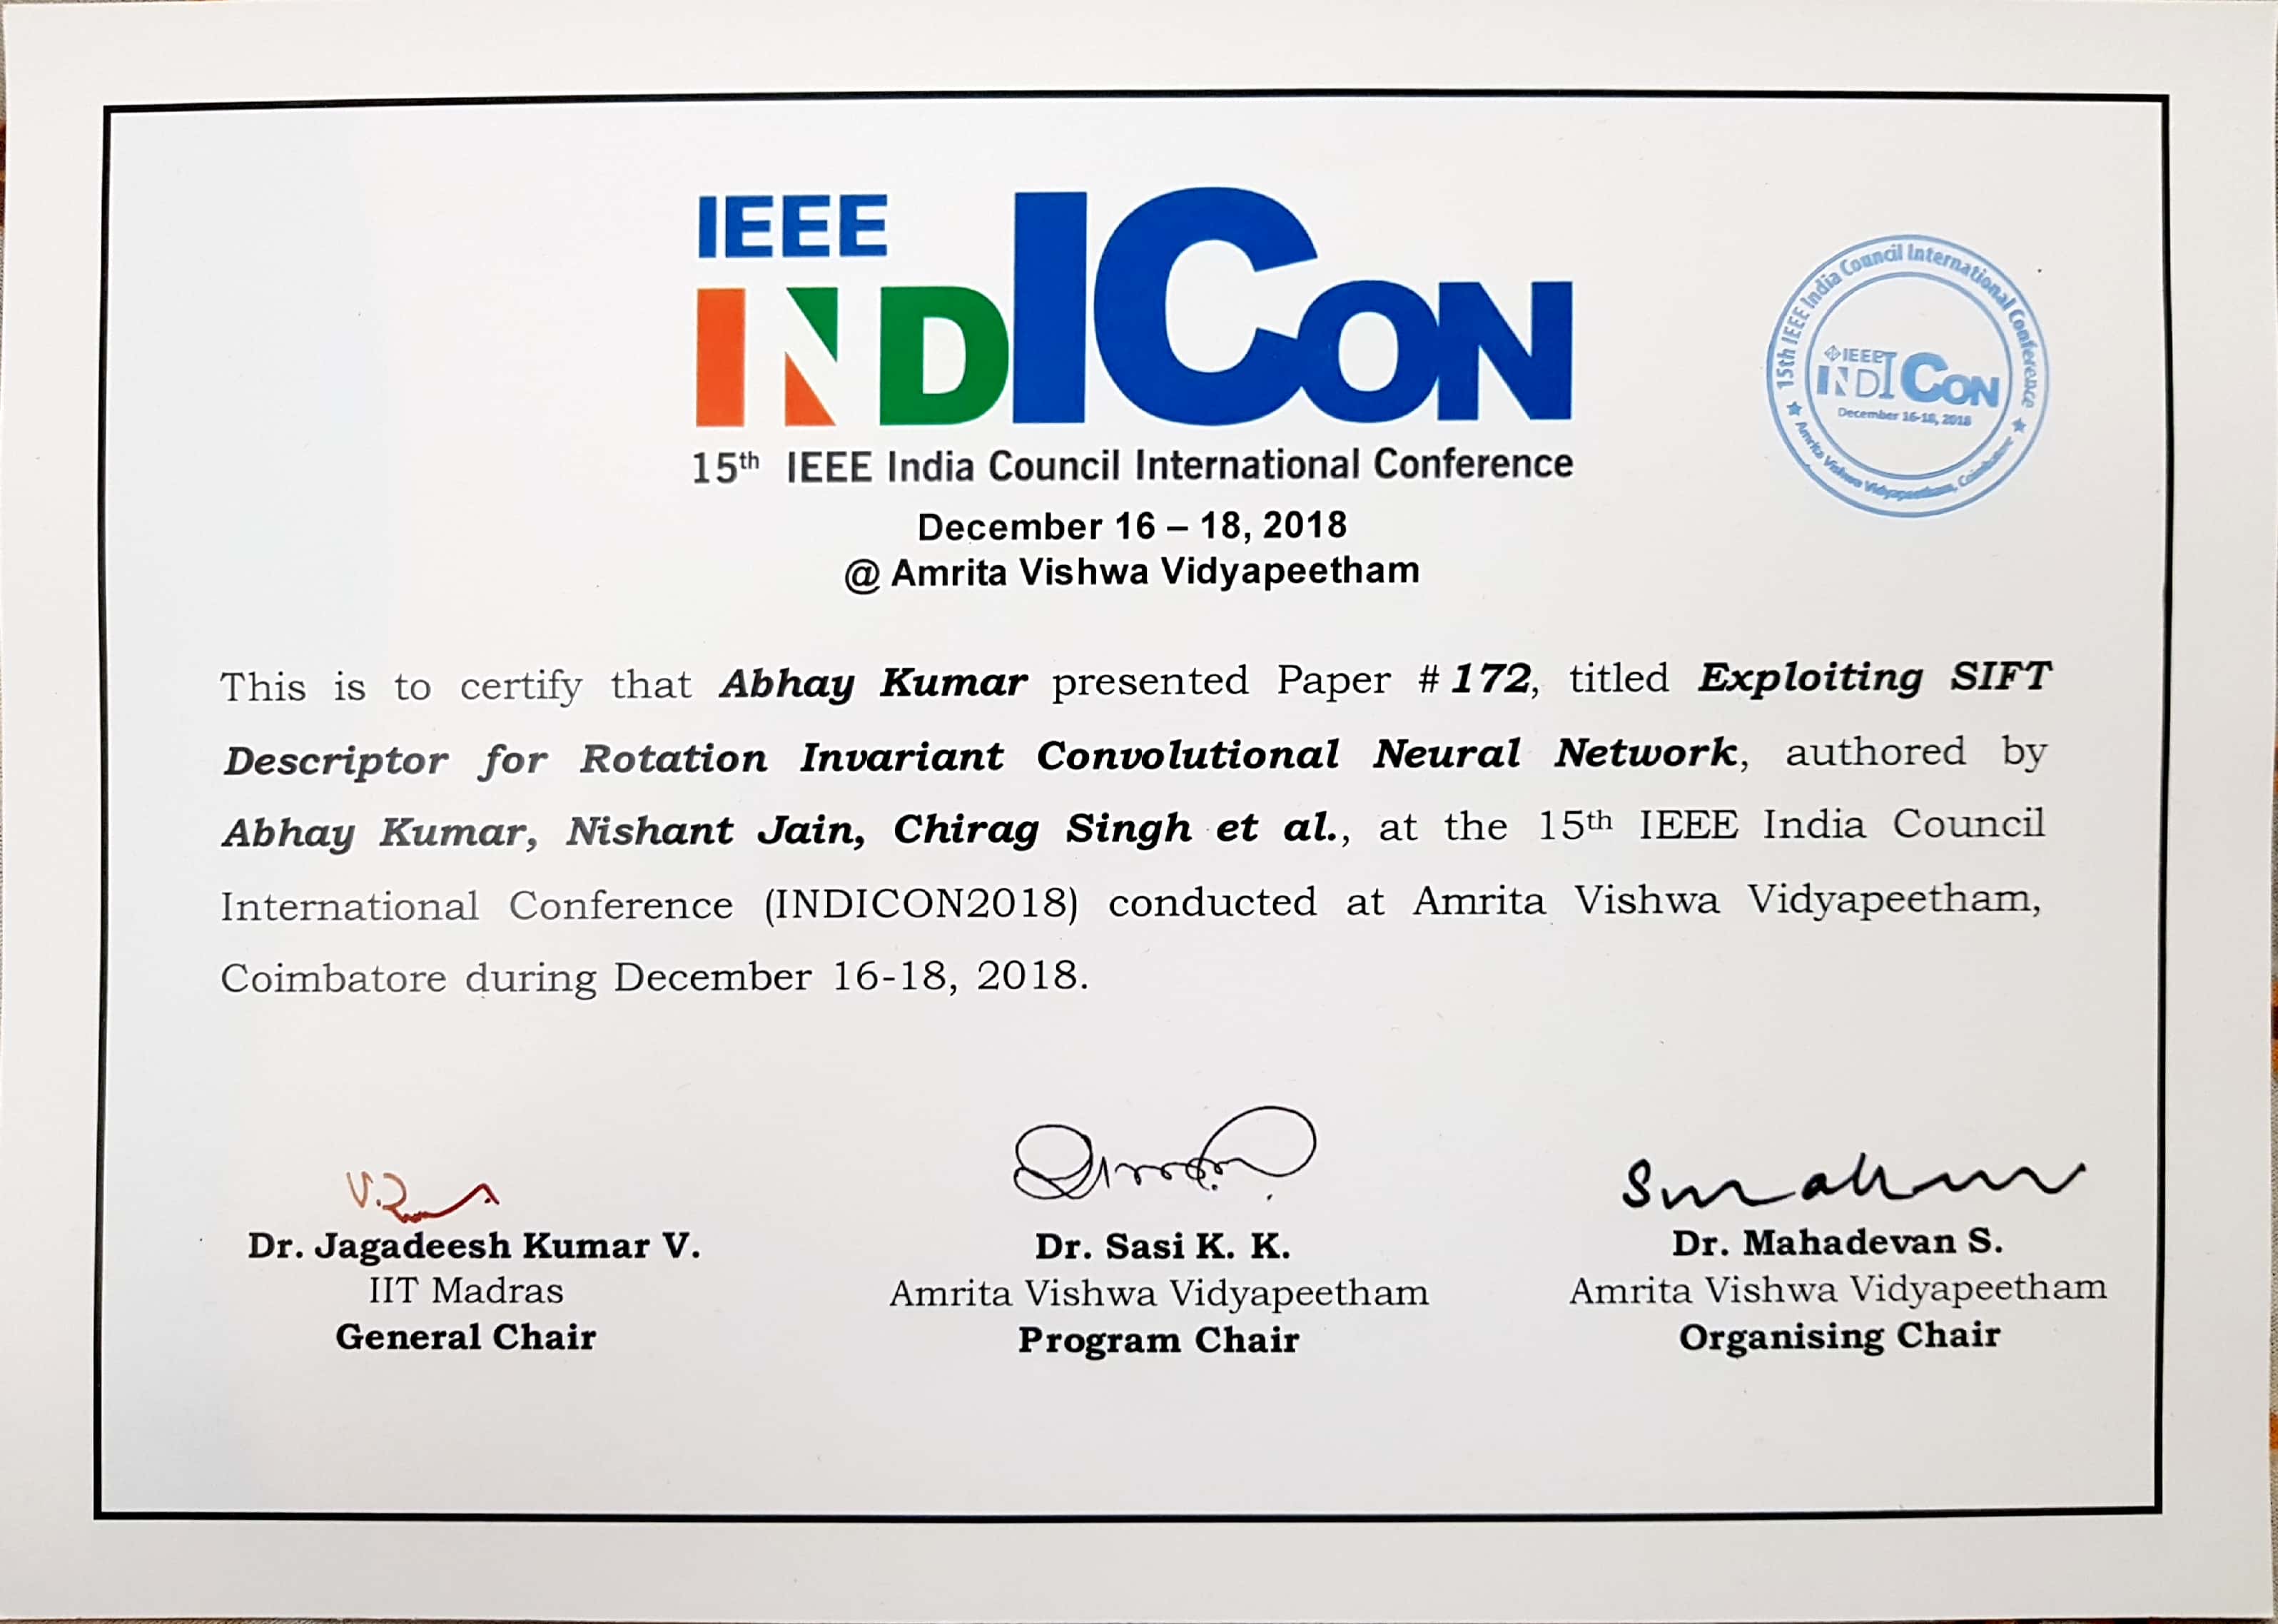 IEEE
INDICON
15th IEEE India Council International Conference
December 16 – 18, 2018
@ Amrita Vishwa Vidyapeetham
15th IEEE India Council International Conference
IEEE
INDICON
December 16-18, 2018
★ Amrita Vishwa Vidyapeetham, Coimbatore ★
This is to certify that Abhay Kumar presented Paper # 172, titled Exploiting SIFT
Descriptor for Rotation Invariant Convolutional Neural Network, authored by
Abhay Kumar, Nishant Jain, Chirag Singh et al., at the 15th IEEE India Council
International Conference (INDICON2018) conducted at Amrita Vishwa Vidyapeetham,
Coimbatore during December 16-18, 2018.
Dr. Jagadeesh Kumar V.
IIT Madras
General Chair
Dr. Sasi K. K.
Amrita Vishwa Vidyapeetham
Program Chair
Dr. Mahadevan S.
Amrita Vishwa Vidyapeetham
Organising Chair